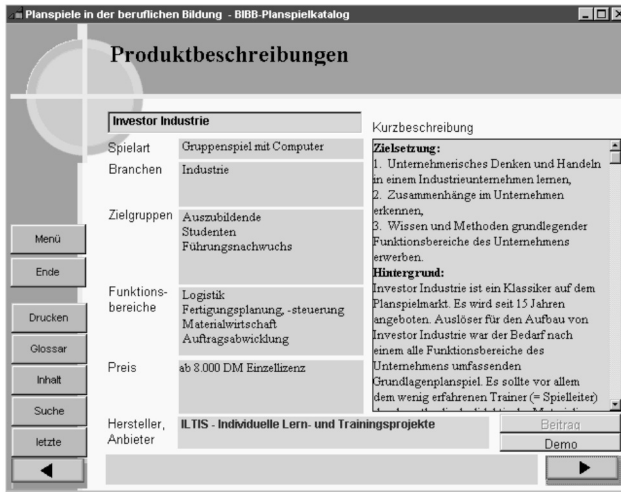 Planspiele in der beruflichen Bildung - BIBB-Planspielkatalog
Produktbeschreibungen
Investor Industrie
Spielart
Gruppenspiel mit Computer
Branchen
Industrie
Zielgruppen
Auszubildende
Studenten
Führungsnachwuchs
Funktions-
bereiche
Logistik
Fertigungsplanung, -steuerung
Materialwirtschaft
Auftragsabwicklung
Preis
ab 8.000 DM Einzellizenz
Hersteller,
Anbieter
ILTIS - Individuelle Lern- und Trainingsprojekte
Kurzbeschreibung
Zielsetzung:
1. Unternehmerisches Denken und Handeln
in einem Industrieunternehmen lernen,
2. Zusammenhänge im Unternehmen
erkennen,
3. Wissen und Methoden grundlegender
Funktionsbereiche des Unternehmens
erwerben.
Hintergrund:
Investor Industrie ist ein Klassiker auf dem
Planspielmarkt. Es wird seit 15 Jahren
angeboten. Auslöser für den Aufbau von
Investor Industrie war der Bedarf nach
einem alle Funktionsbereiche des
Unternehmens umfassenden
Grundlagenplanspiel. Es sollte vor allem
dem wenig erfahrenen Trainer (= Spielleiter)
Menü
Ende
Drucken
Glossar
Inhalt
Suche
letzte
Beitrag
Demo